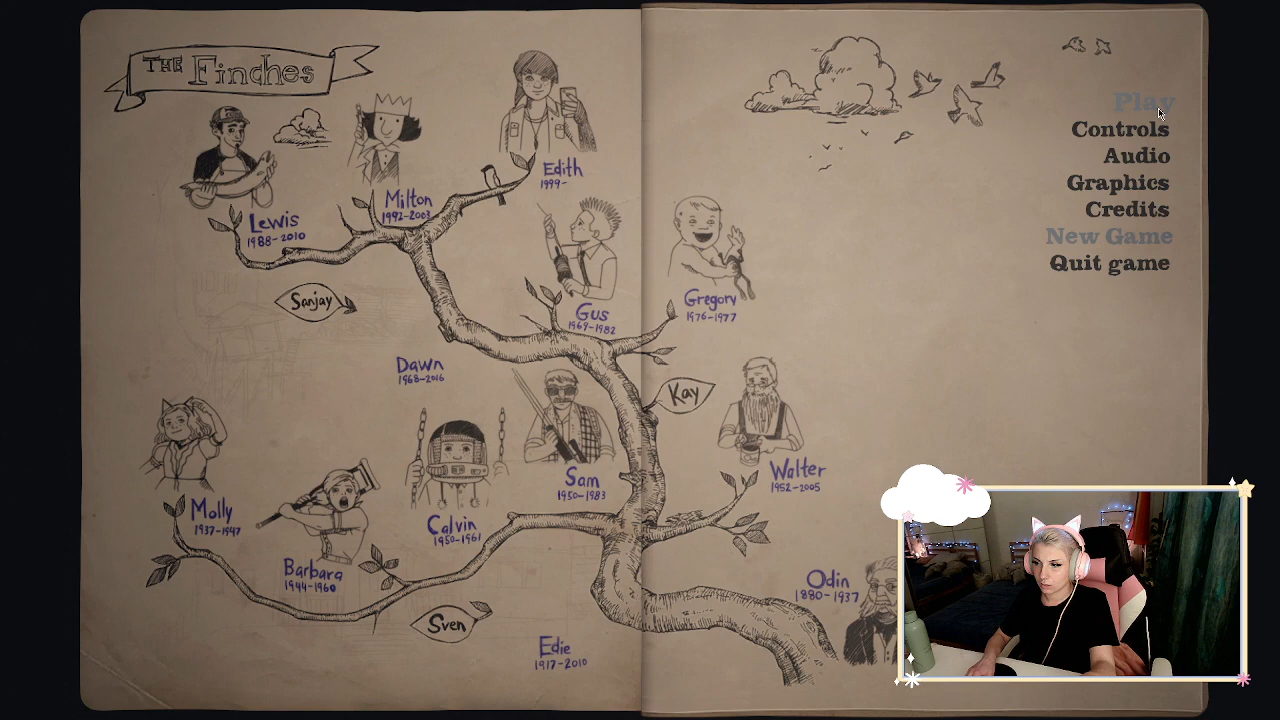 THE Finches
Edith
1999-
Milton
1992-2003
Lewis
1988-2010
Sanjay
Gus
1969-1982
Gregory
1976-1977
Dawn
1968-2016
Kay
Sam
1950-1983
Walter
1952-2005
Molly
1937-1947
Calvin
1950-1961
Barbara
1944-1960
Sven
Odin
1880-1937
Edie
1917-2010
Play
Controls
Audio
Graphics
Credits
New Game
Quit game